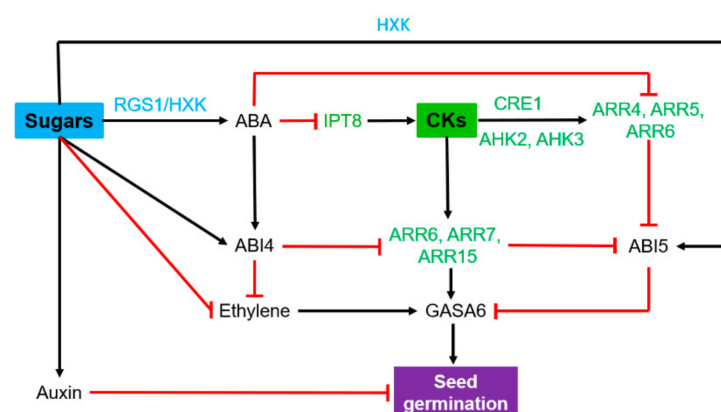 HXK
RGS1/HXK
CRE1
ARR4, ARR5,
ARR6
Sugars
ABA
IPT8
CKs
AHK2, AHK3
ARR6, ARR7,
ARR15
ABI4
ABI5
Ethylene
GASA6
Auxin
Seed
germination